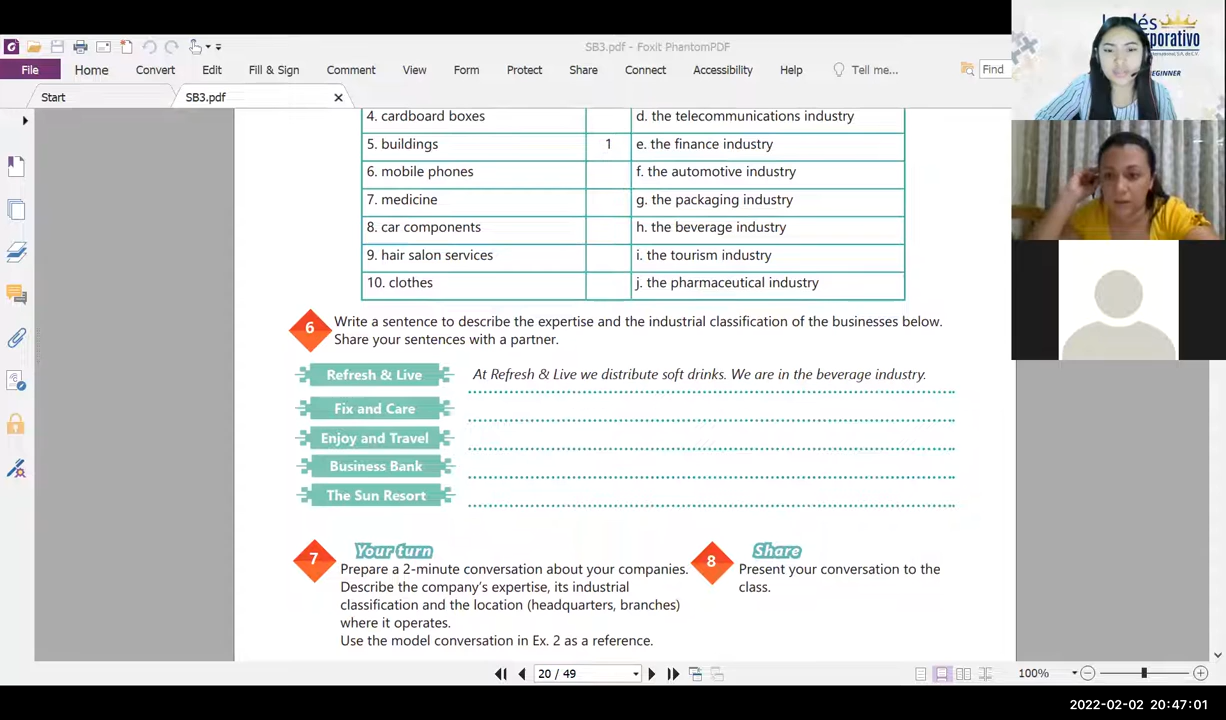 SB3.pdf - Foxit PhantomPDF
File Home Convert Edit Fill & Sign Comment View Form Protect Share Connect Accessibility Help Tell me... Find
Start SB3.pdf
4. cardboard boxes d. the telecommunications industry
5. buildings 1 e. the finance industry
6. mobile phones f. the automotive industry
7. medicine g. the packaging industry
8. car components h. the beverage industry
9. hair salon services i. the tourism industry
10. clothes j. the pharmaceutical industry
6 Write a sentence to describe the expertise and the industrial classification of the businesses below.
Share your sentences with a partner.
Refresh & Live At Refresh & Live we distribute soft drinks. We are in the beverage industry.
Fix and Care
Enjoy and Travel
Business Bank
The Sun Resort
7 Your turn
Prepare a 2-minute conversation about your companies.
Describe the company's expertise, its industrial
classification and the location (headquarters, branches)
where it operates.
Use the model conversation in Ex. 2 as a reference.
8 Share
Present your conversation to the
class.
20 / 49 100%
2022-02-02 20:47:01